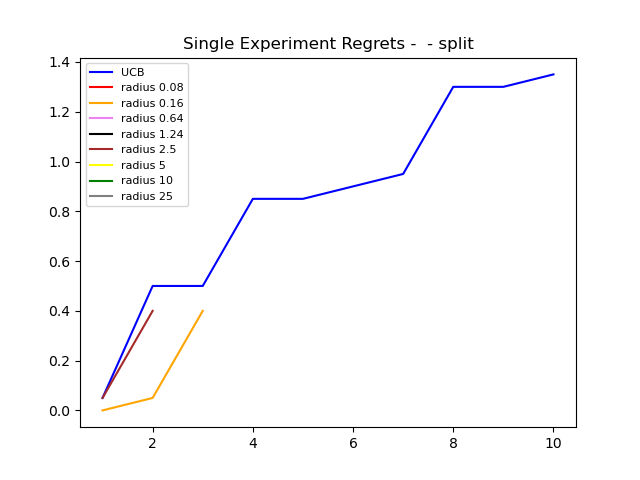 Single Experiment Regrets -  - split
UCB
radius 0.08
radius 0.16
radius 0.64
radius 1.24
radius 2.5
radius 5
radius 10
radius 25
1.4
1.2
1.0
0.8
0.6
0.4
0.2
0.0
2 4 6 8 10